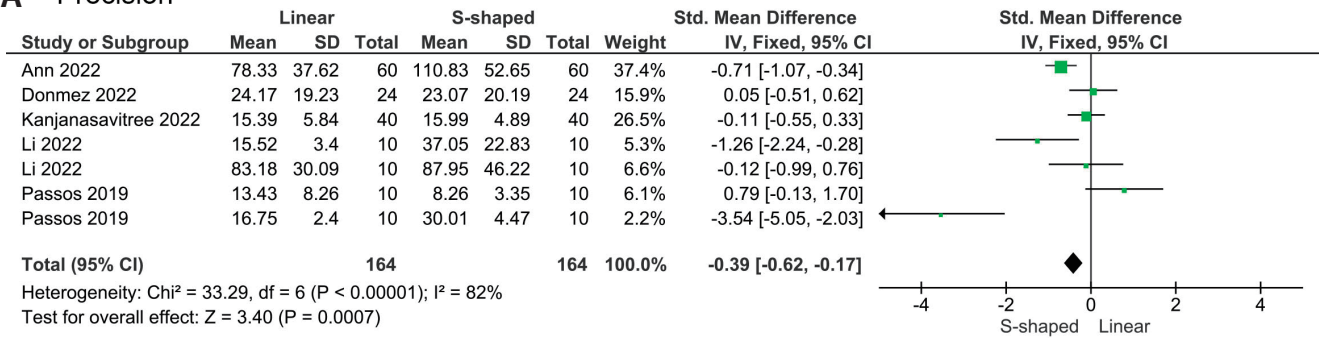 A Precision
Linear S-shaped Std. Mean Difference Std. Mean Difference
Study or Subgroup Mean SD Total Mean SD Total Weight IV, Fixed, 95% CI IV, Fixed, 95% CI
Ann 2022 78.33 37.62 60 110.83 52.65 60 37.4% -0.71 [-1.07, -0.34]
Donmez 2022 24.17 19.23 24 23.07 20.19 24 15.9% 0.05 [-0.51, 0.62]
Kanjanasavitree 2022 15.39 5.84 40 15.99 4.89 40 26.5% -0.11 [-0.55, 0.33]
Li 2022 15.52 3.4 10 37.05 22.83 10 5.3% -1.26 [-2.24, -0.28]
Li 2022 83.18 30.09 10 87.95 46.22 10 6.6% -0.12 [-0.99, 0.76]
Passos 2019 13.43 8.26 10 8.26 3.35 10 6.1% 0.79 [-0.13, 1.70]
Passos 2019 16.75 2.4 10 30.01 4.47 10 2.2% -3.54 [-5.05, -2.03]
Total (95% CI) 164 164 100.0% -0.39 [-0.62, -0.17]
Heterogeneity: Chi² = 33.29, df = 6 (P < 0.00001); I² = 82%
Test for overall effect: Z = 3.40 (P = 0.0007)
-4 -2 0 2 4
S-shaped Linear